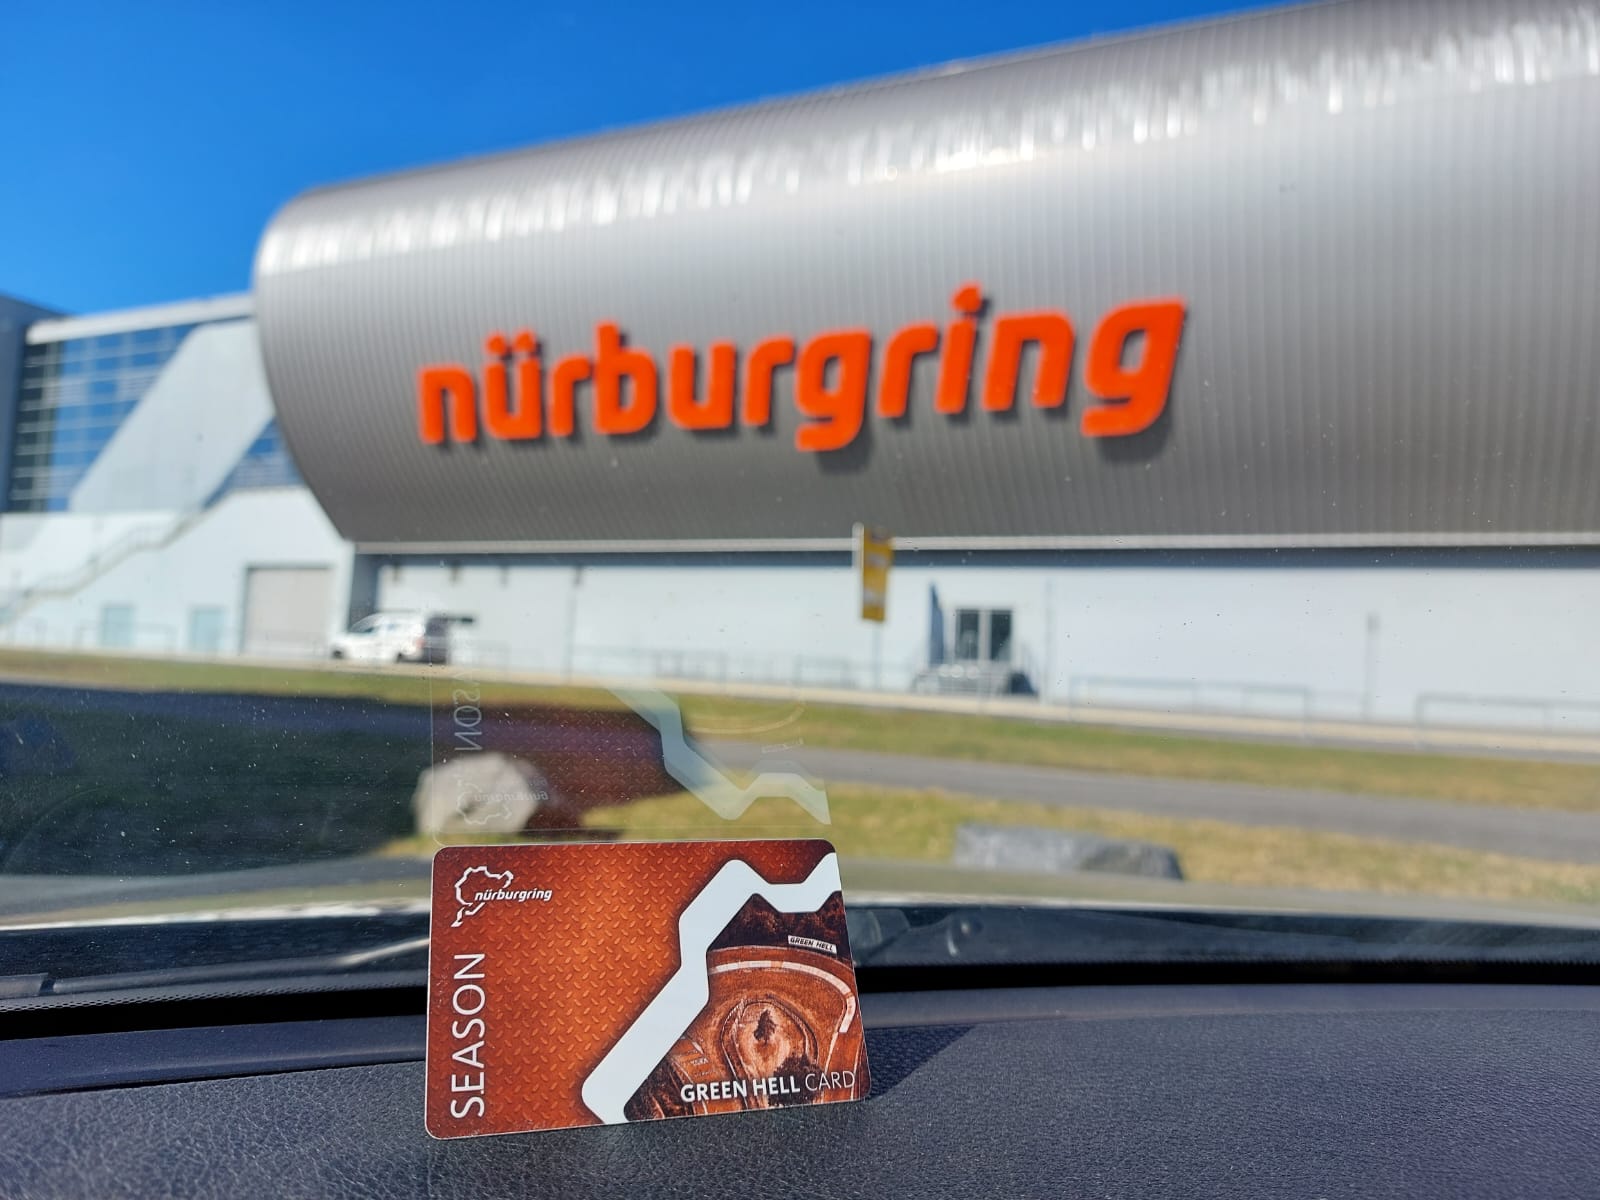 nürburgring
nürburgring
SEASON
GREEN HELL
GREEN HELL CARD